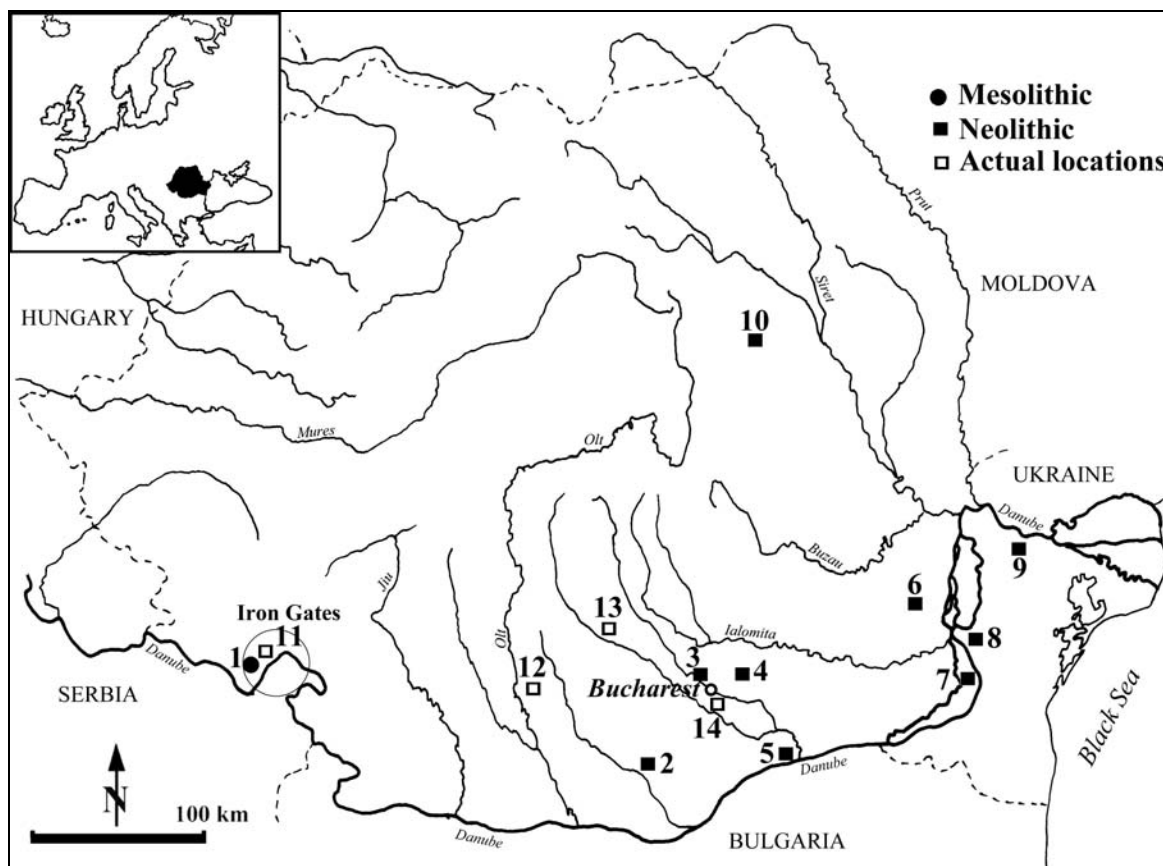 ● Mesolithic
■ Neolithic
□ Actual locations
Prut
MOLDOVA
Siret
HUNGARY
10
Mures
Olt
UKRAINE
Danube
9
Buzau
6
Jiu
Iron Gates
11
1
Olt
13
Ialomita
8
Danube
12
3
4
7
Bucharest
SERBIA
14
Black Sea
2
5
Danube
N
100 km
Danube
BULGARIA